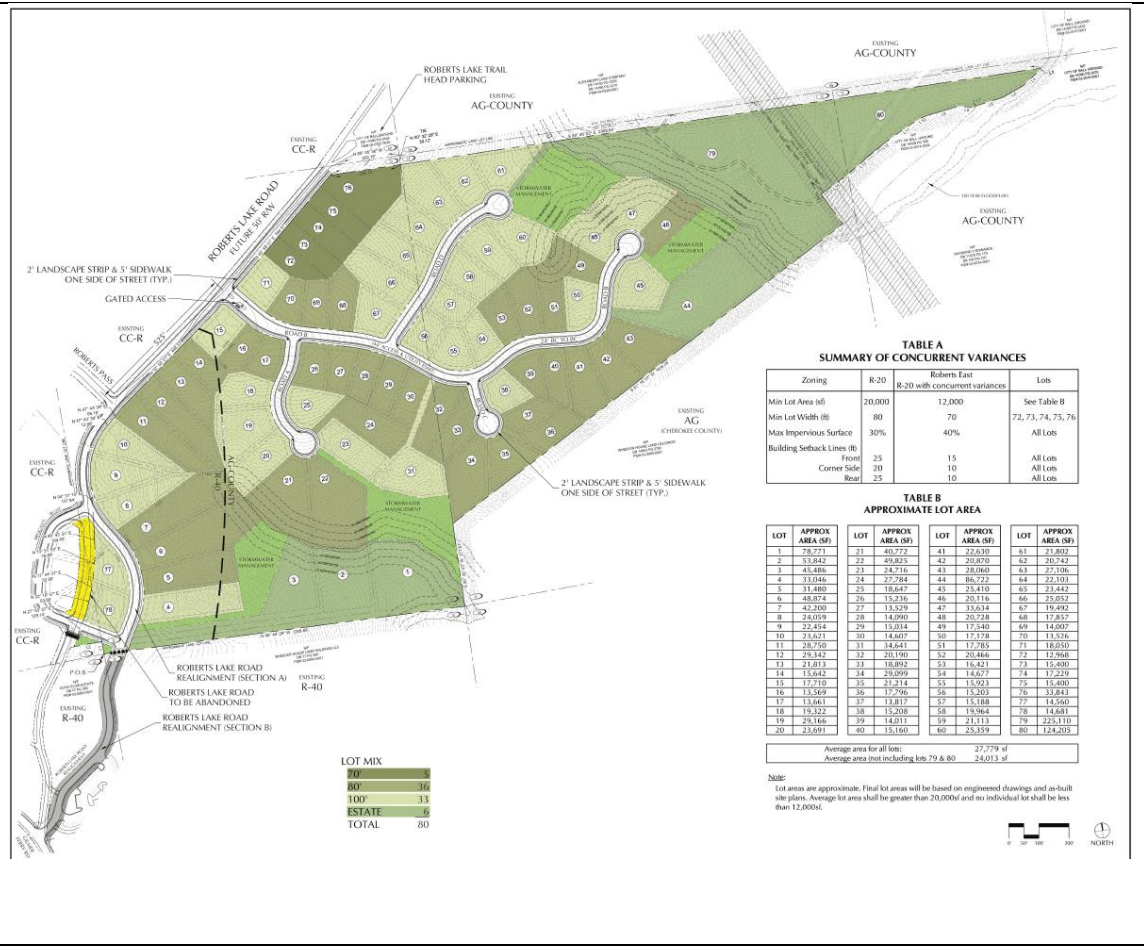 EXISTING
AG-COUNTY
ROBERTS LAKE TRAIL
HEAD PARKING
EXISTING
AG-COUNTY
EXISTING
CC-R
ROBERTS LAKE ROAD
FUTURE 50' R/W
2' LANDSCAPE STRIP & 5' SIDEWALK
ONE SIDE OF STREET (TYP.)
GATED ACCESS
EXISTING
CC-R
525'
ROBERTS PASS
EXISTING
CC-R
EXISTING
CC-R
STORMWATER
MANAGEMENT
STORMWATER
MANAGEMENT
STORMWATER
MANAGEMENT
STORMWATER
MANAGEMENT
ROAD B
AG-COUNTY
R-40
100 YEAR FLOODPLAIN
EXISTING
AG-COUNTY
EXISTING
AG
(CHEROKEE COUNTY)
2' LANDSCAPE STRIP & 5' SIDEWALK
ONE SIDE OF STREET (TYP.)
P.O.B.
ROBERTS LAKE ROAD
REALIGNMENT (SECTION A)
ROBERTS LAKE ROAD
TO BE ABANDONED
ROBERTS LAKE ROAD
REALIGNMENT (SECTION B)
EXISTING
R-40
EXISTING
R-40
LOT MIX
70' 5
80' 36
100' 33
ESTATE 6
TOTAL 80
TABLE A
SUMMARY OF CONCURRENT VARIANCES
Zoning R-20 Roberts East R-20 with concurrent variances Lots
Min Lot Area (sf) 20,000 12,000 See Table B
Min Lot Width (ft) 80 70 72, 73, 74, 75, 76
Max Impervious Surface 30% 40% All Lots
Building Setback Lines (ft)
Front 25 15 All Lots
Corner Side 20 10 All Lots
Rear 25 10 All Lots
TABLE B
APPROXIMATE LOT AREA
LOT APPROX AREA (SF) LOT APPROX AREA (SF) LOT APPROX AREA (SF) LOT APPROX AREA (SF)
1 78,771 21 40,772 41 22,630 61 21,802
2 53,842 22 49,825 42 20,870 62 20,742
3 45,486 23 24,716 43 28,060 63 27,106
4 33,046 24 27,784 44 86,722 64 22,103
5 31,480 25 18,647 45 25,410 65 23,442
6 48,874 26 15,236 46 20,116 66 25,052
7 42,200 27 13,529 47 33,634 67 19,492
8 24,059 28 14,090 48 20,728 68 17,857
9 22,454 29 15,034 49 17,540 69 14,007
10 23,621 30 14,607 50 17,178 70 13,526
11 28,750 31 34,641 51 17,785 71 18,050
12 29,342 32 20,190 52 20,466 72 12,968
13 21,813 33 18,892 53 16,421 73 15,400
14 15,642 34 29,099 54 14,677 74 17,229
15 17,710 35 21,214 55 15,923 75 15,400
16 13,569 36 17,796 56 15,203 76 33,843
17 13,661 37 13,817 57 15,188 77 14,560
18 19,322 38 15,208 58 19,964 78 14,681
19 29,166 39 14,011 59 21,113 79 225,110
20 23,691 40 15,160 60 25,359 80 124,205
Average area for all lots: 27,779 sf
Average area (not including lots 79 & 80 24,013 sf
Note:
Lot areas are approximate. Final lot areas will be based on engineered drawings and as-built
site plans. Average lot area shall be greater than 20,000sf and no individual lot shall be less
than 12,000sf.
0' 50' 100' 200'
NORTH